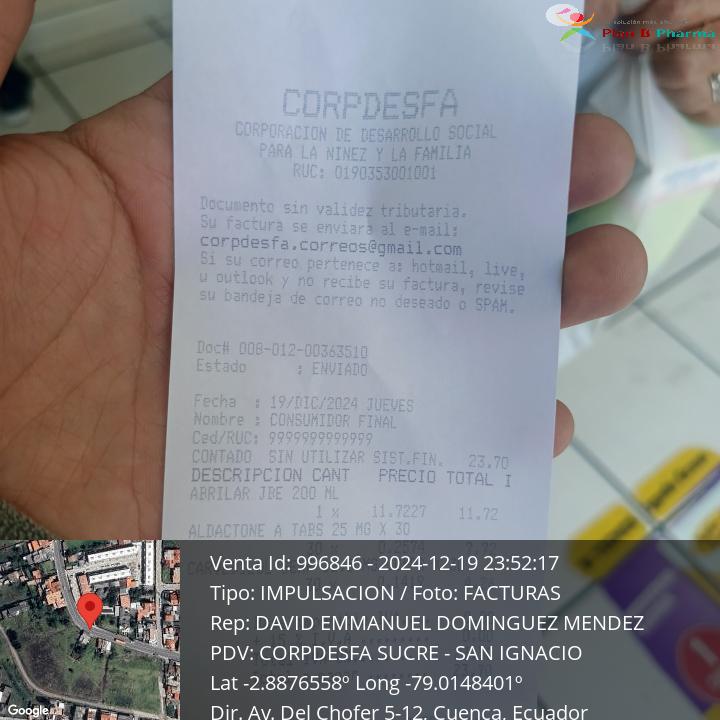 Plan B Pharma
CORPDESFA
CORPORACION DE DESARROLLO SOCIAL
PARA LA NINEZ Y LA FAMILIA
RUC: 0190353001001
Documento sin validez tributaria.
Su factura se enviara al e-mail:
corpdesfa.correos@gmail.com
Si su correo pertenece a: hotmail, live,
u outlook y no recibe su factura, revise
su bandeja de correo no deseado o SPAM.
Doc# 008-012-00363510
Estado : ENVIADO
Fecha : 19/DIC/2024 JUEVES
Nombre : CONSUMIDOR FINAL
Ced/RUC: 9999999999999
CONTADO SIN UTILIZAR SIST.FIN. 23.70
DESCRIPCION CANT PRECIO TOTAL I
ABRILAR JBE 200 ML
1 x 11.7227 11.72
ALDACTONE A TABS 25 MG X 30
Venta Id: 996846 - 2024-12-19 23:52:17
Tipo: IMPULSACION / Foto: FACTURAS
Rep: DAVID EMMANUEL DOMINGUEZ MENDEZ
PDV: CORPDESFA SUCRE - SAN IGNACIO
Lat -2.8876558º Long -79.0148401º
Dir. Av. Del Chofer 5-12, Cuenca, Ecuador
Google